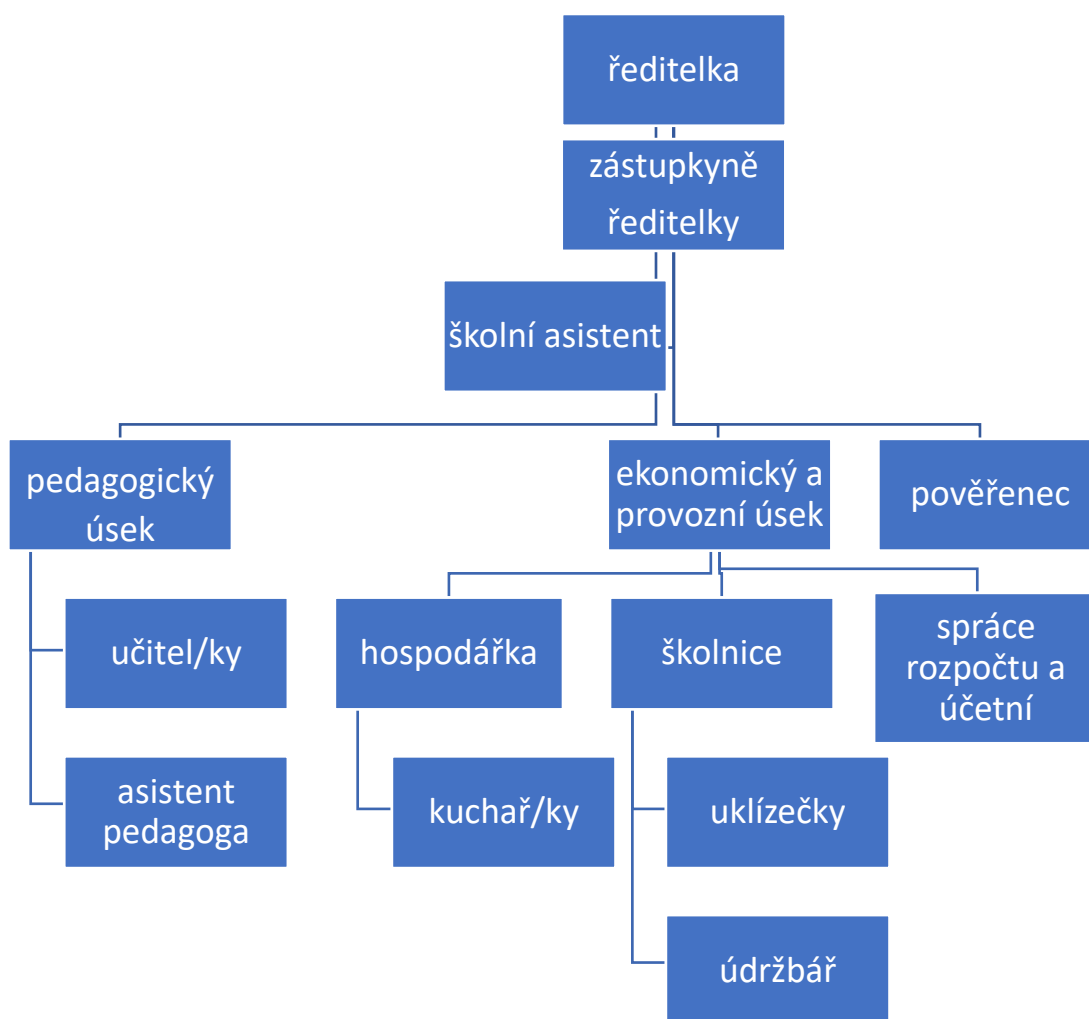 ředitelka
zástupkyně
ředitelky
školní asistent
pedagogický
úsek
ekonomický a
provozní úsek
pověřenec
učitel/ky
hospodářka
školnice
spráce
rozpočtu a
účetní
asistent
pedagoga
kuchař/ky
uklízečky
údržbář